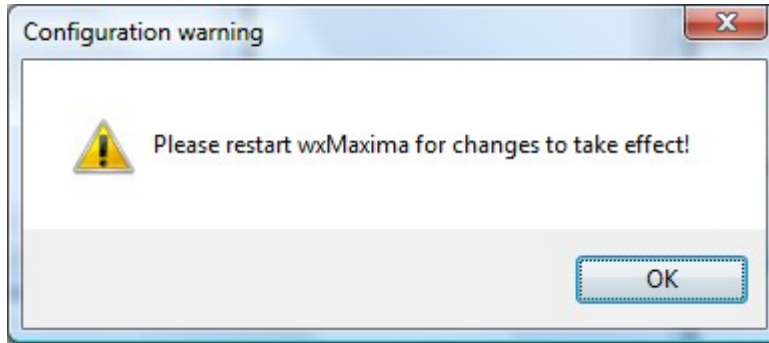 Configuration warning
Please restart wxMaxima for changes to take effect!
OK